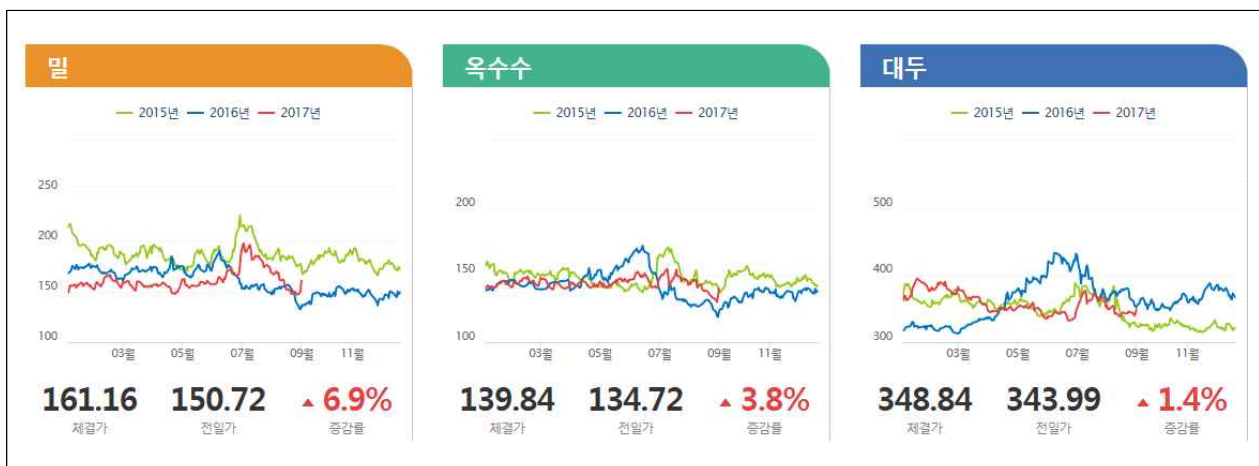 밀
2015년 2016년 2017년
250
200
150
100
03월 05월 07월 09월 11월
161.16 150.72 ▲ 6.9%
체결가 전일가 증감률
옥수수
2015년 2016년 2017년
200
150
100
03월 05월 07월 09월 11월
139.84 134.72 ▲ 3.8%
체결가 전일가 증감률
대두
2015년 2016년 2017년
500
400
300
03월 05월 07월 09월 11월
348.84 343.99 ▲ 1.4%
체결가 전일가 증감률